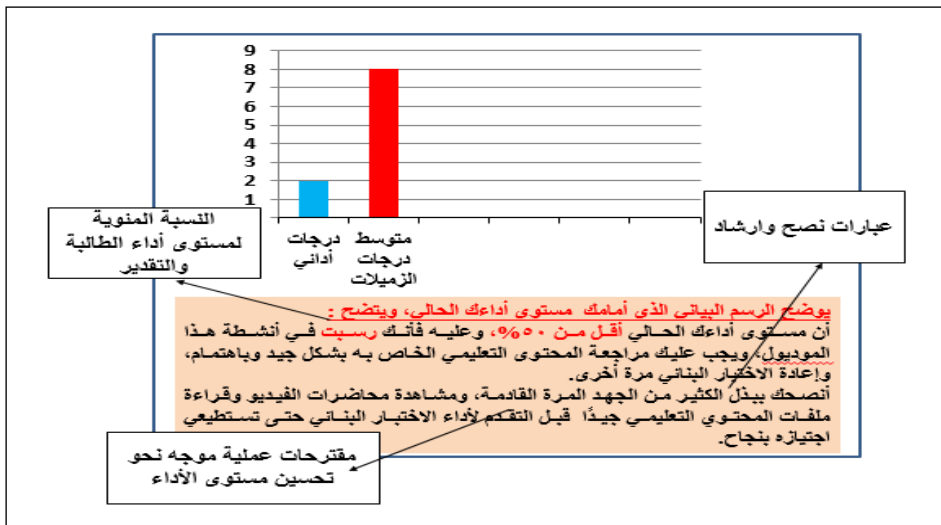 9
8
7
6
5
4
3
2
1
درجات
أدائي
متوسط
درجات
الزميلات
النسبة المئوية
لمستوى أداء الطالبة
والتقدير
عبارات نصح وارشاد
يوضح الرسم البياني الذى أمامك مستوى أداءك الحالي، ويتضح :
أن مستوى أداءك الحالي أقل من ٥٠%، وعليه فأنك رسبت في أنشطة هذا
الموديول، ويجب عليك مراجعة المحتوى التعليمي الخاص به بشكل جيد وباهتمام،
وإعادة الاختبار البنائي مرة أخرى.
أنصحك ببذل الكثير من الجهد المرة القادمة، ومشاهدة محاضرات الفيديو وقراءة
ملفات المحتوي التعليمي جيدًا قبل التقدم لأداء الاختبار البنائي حتى تستطيعي
اجتيازه بنجاح.
مقترحات عملية موجه نحو
تحسين مستوى الأداء